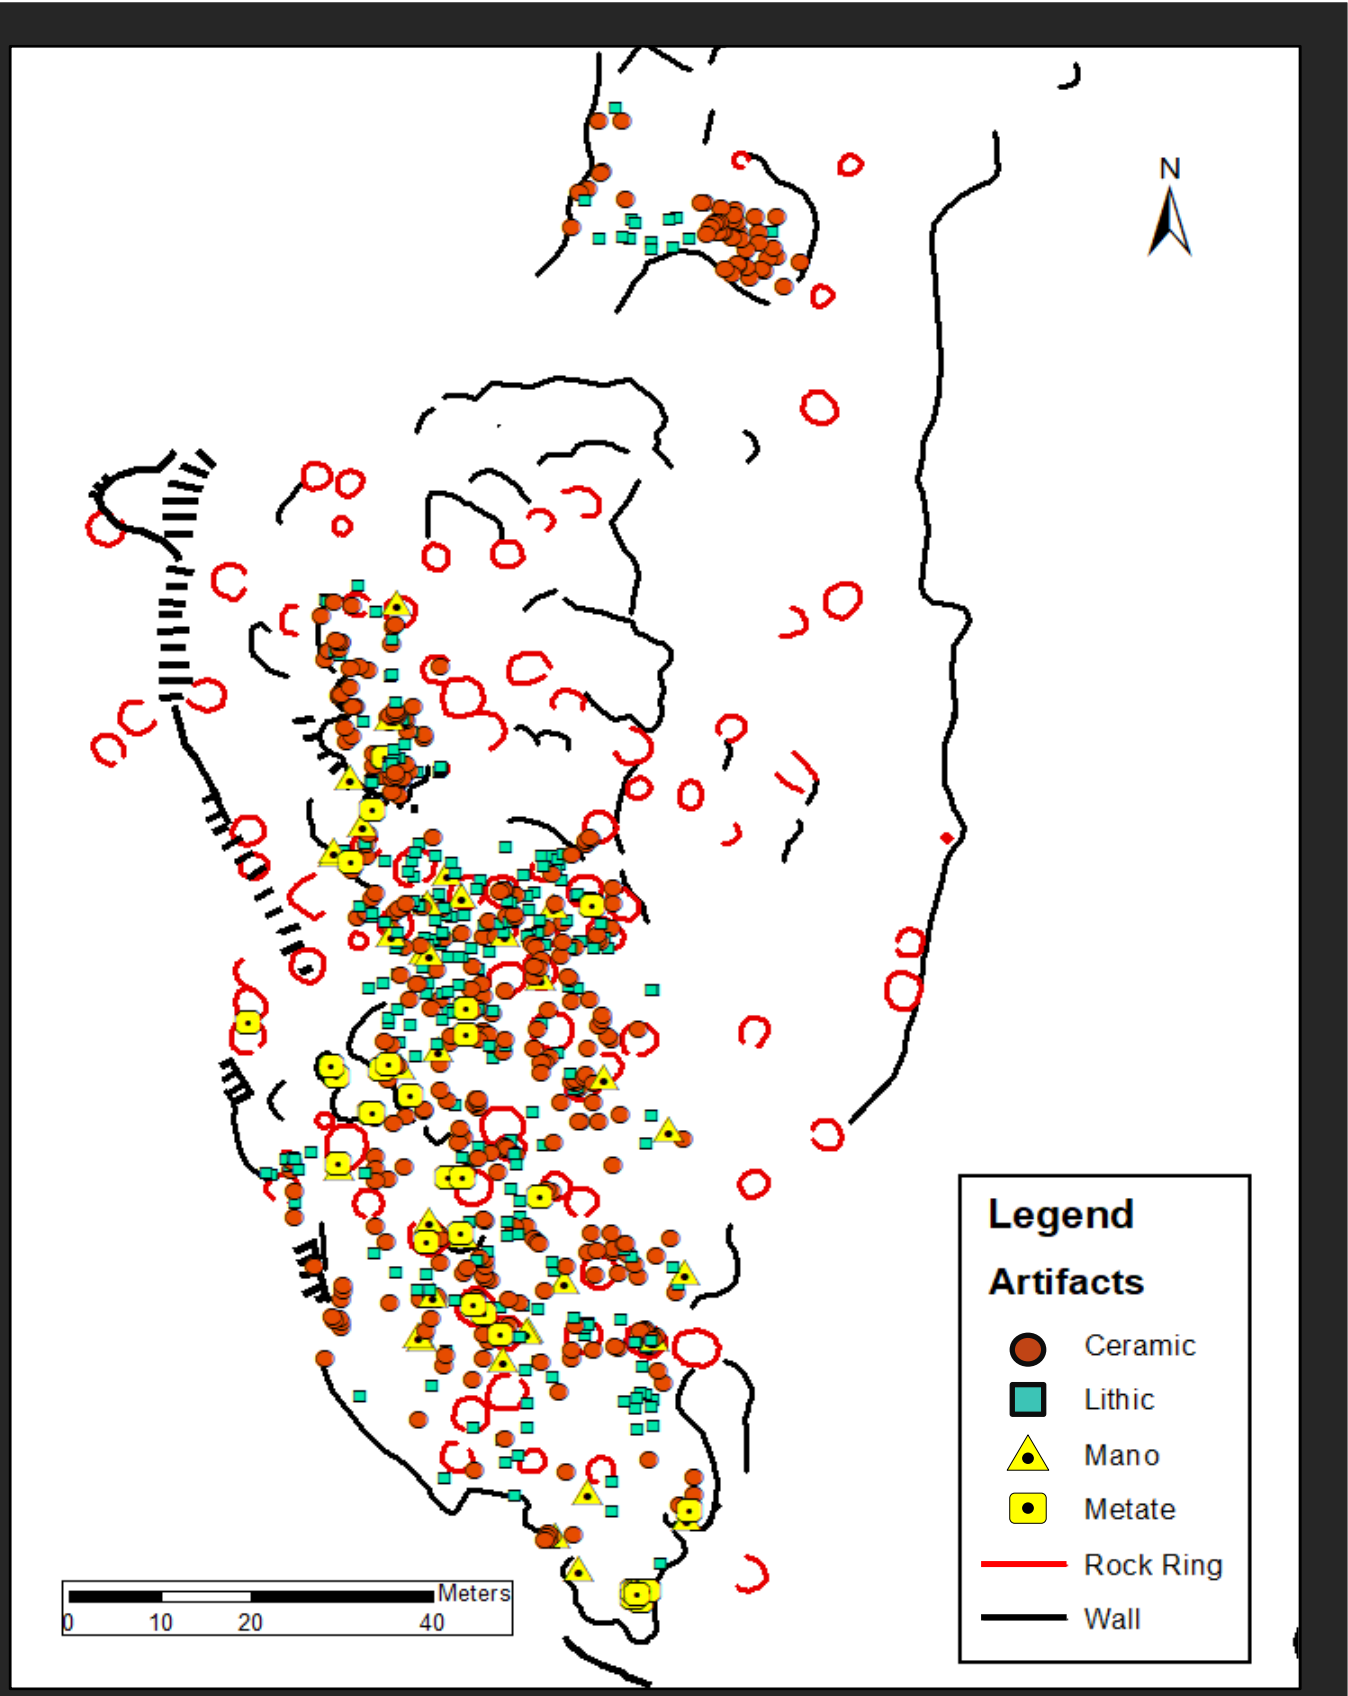 N
Legend
Artifacts
Ceramic
Lithic
Mano
Metate
Rock Ring
Wall
Meters
0 10 20 40